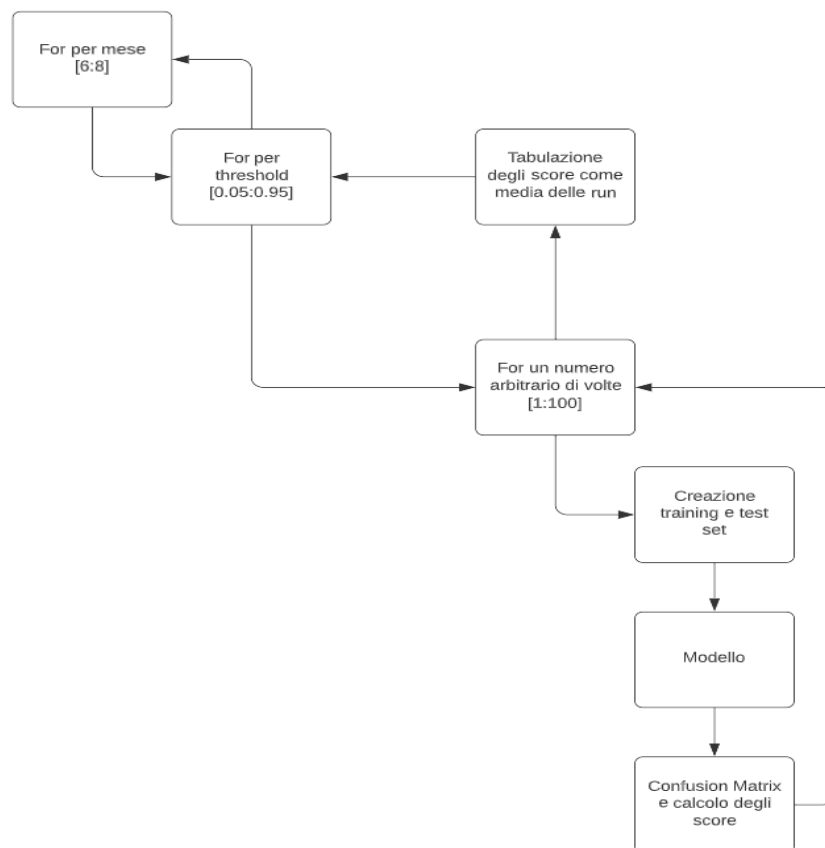 For per mese
[6:8]
For per
threshold
[0.05:0.95]
Tabulazione
degli score come
media delle run
For un numero
arbitrario di volte
[1:100]
Creazione
training e test
set
Modello
Confusion Matrix
e calcolo degli
score